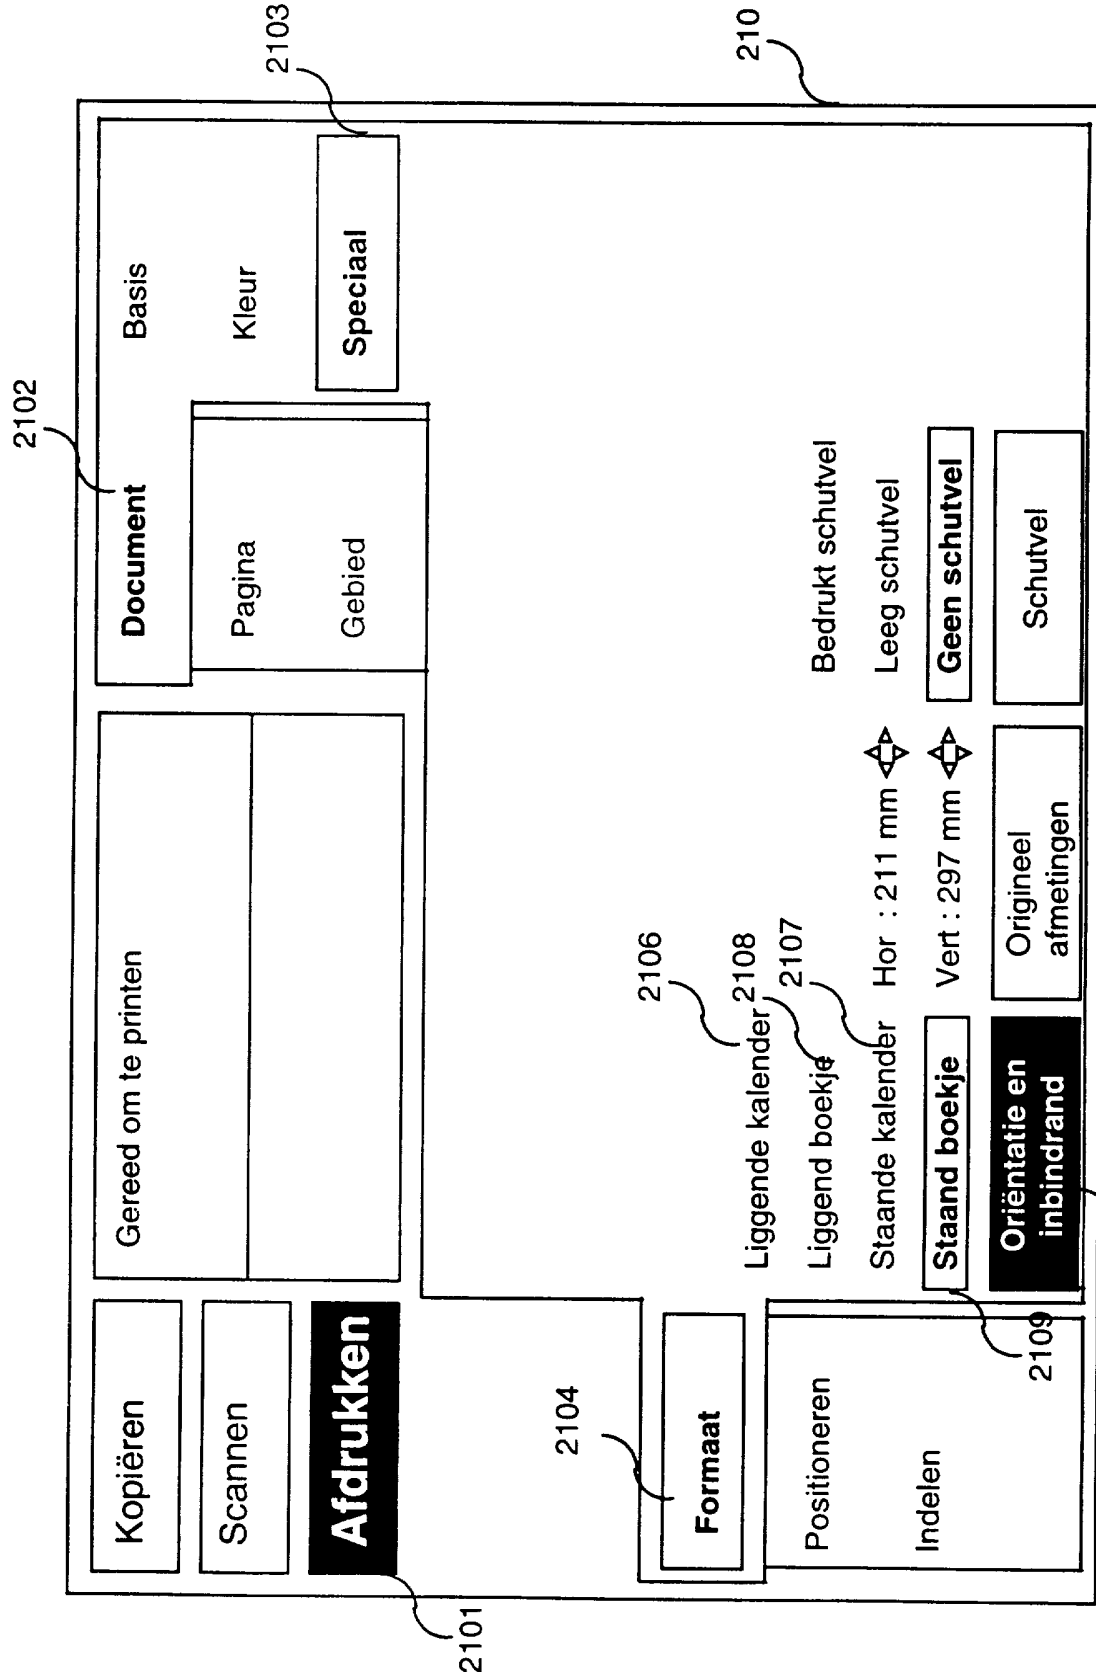 2102
2103
Kopiëren
Gereed om te printen
Document
Basis
Scannen
Pagina
Kleur
Afdrukken
Gebied
Speciaal
2101
210
2104
2106
Formaat
Liggende kalender
2108
Positioneren
Liggend boekje
2107
Bedrukt schutvel
Staande kalender
Hor : 211 mm
Leeg schutvel
Indelen
Staand boekje
Vert : 297 mm
Geen schutvel
2109
Oriëntatie en
inbindrand
Origineel
afmetingen
Schutvel